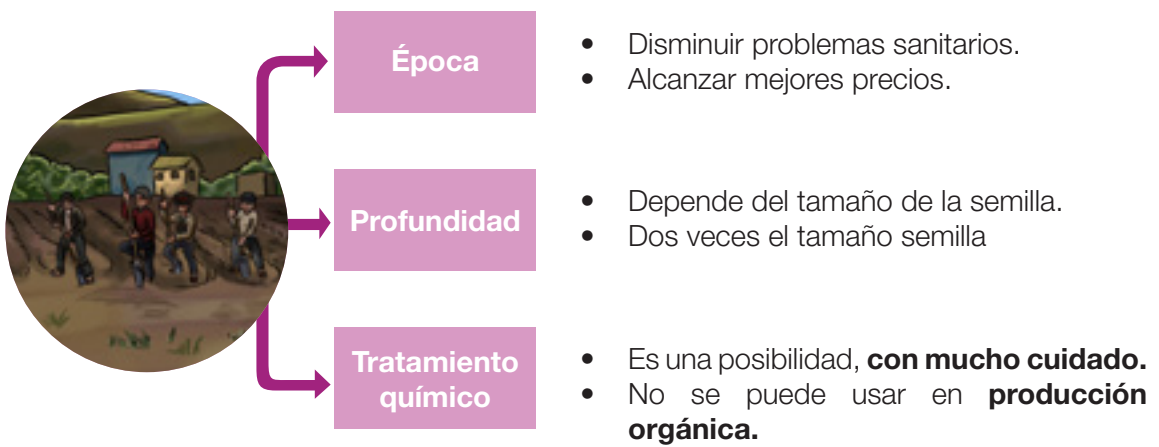 Época
• Disminuir problemas sanitarios.
• Alcanzar mejores precios.
Profundidad
• Depende del tamaño de la semilla.
• Dos veces el tamaño semilla
Tratamiento
químico
• Es una posibilidad, con mucho cuidado.
• No se puede usar en producción
orgánica.